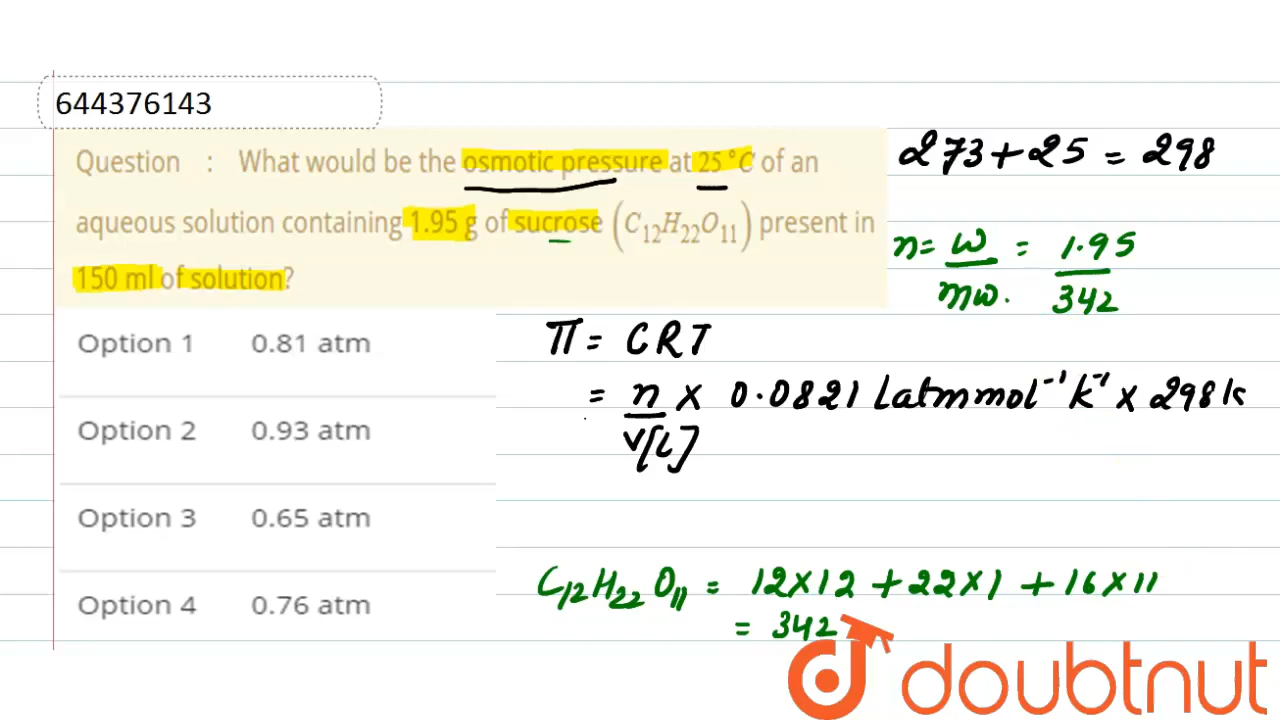 644376143
Question : What would be the osmotic pressure at 25°C of an
aqueous solution containing 1.95 g of sucrose (C₁₂H₂₂O₁₁) present in
150 ml of solution?
Option 1 0.81 atm
Option 2 0.93 atm
Option 3 0.65 atm
Option 4 0.76 atm
273+25 = 298
n = w/mw. = 1.95/342
π = CRT
= n/V[L] × 0.0821 Latm mol⁻¹ k⁻¹ × 298k
C₁₂H₂₂O₁₁ = 12×12 + 22×1 + 16×11
= 342
doubtnut